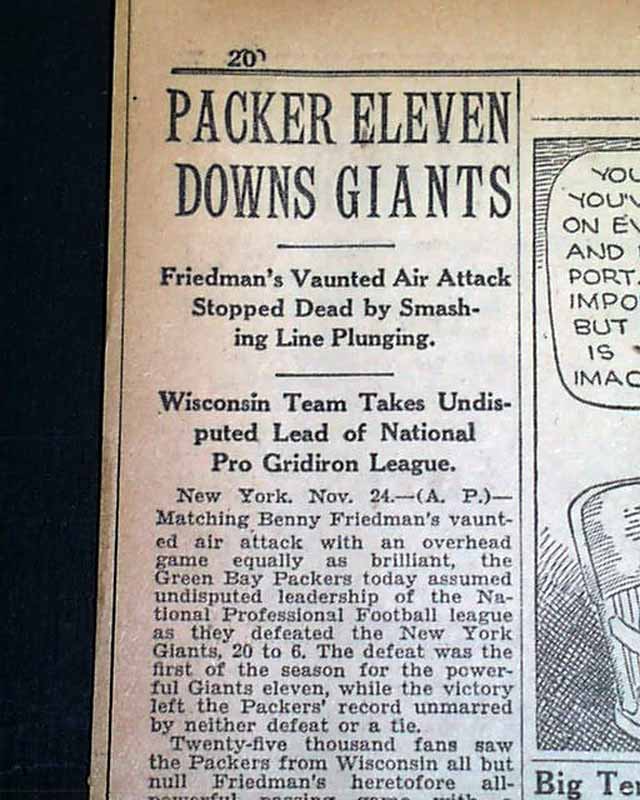 20
PACKER ELEVEN
DOWNS GIANTS
Friedman's Vaunted Air Attack
Stopped Dead by Smash-
ing Line Plunging.
Wisconsin Team Takes Undis-
puted Lead of National
Pro Gridiron League.
New York. Nov. 24.—(A. P.)—
Matching Benny Friedman's vaunt-
ed air attack with an overhead
game equally as brilliant, the
Green Bay Packers today assumed
undisputed leadership of the Na-
tional Professional Football league
as they defeated the New York
Giants, 20 to 6. The defeat was the
first of the season for the power-
ful Giants eleven, while the victory
left the Packers' record unmarred
by neither defeat or a tie.
Twenty-five thousand fans saw
the Packers from Wisconsin all but
null Friedman's heretofore all-
powerful passing game with
YOU
YOU'V
ON EV
AND
PORT
IMPO
BUT
IS
IMAG
Big Te